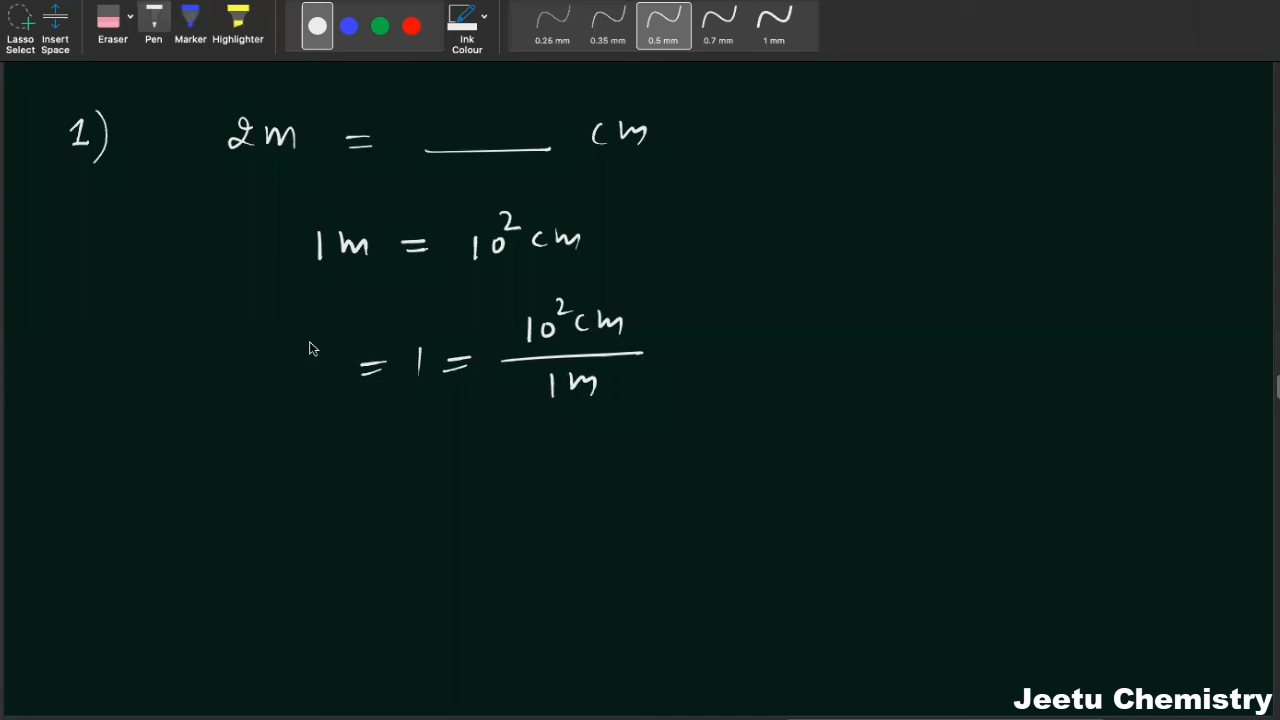 Lasso Select
Insert Space
Eraser
Pen
Marker
Highlighter
Ink Colour
0.25 mm
0.35 mm
0.5 mm
0.7 mm
1 mm
1) 2m = ______ cm
1m = 10² cm
= 1 = 10² cm / 1m
Jeetu Chemistry